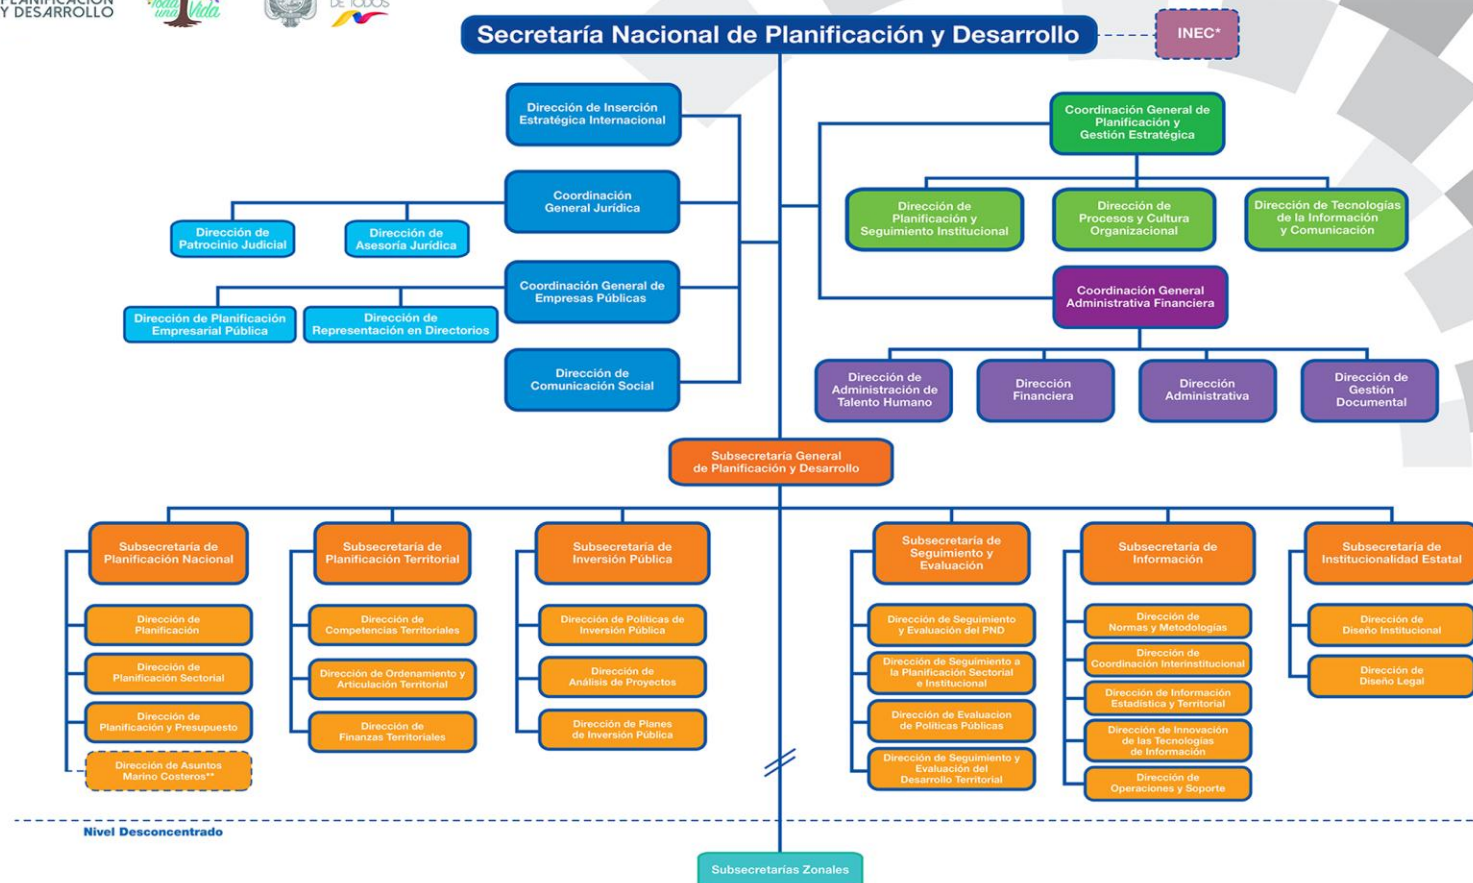 PLANIFICACIÓN
Y DESARROLLO
Toda
una Vida
DE TODOS
Secretaría Nacional de Planificación y Desarrollo
INEC*
Dirección de Inserción
Estratégica Internacional
Coordinación
General Jurídica
Dirección de
Patrocinio Judicial
Dirección de
Asesoría Jurídica
Coordinación General de
Empresas Públicas
Dirección de Planificación
Empresarial Pública
Dirección de
Representación en Directorios
Dirección de
Comunicación Social
Coordinación General de
Planificación y
Gestión Estratégica
Dirección de
Planificación y
Seguimiento Institucional
Dirección de
Procesos y Cultura
Organizacional
Dirección de Tecnologías
de la Información
y Comunicación
Coordinación General
Administrativa Financiera
Dirección de
Administración de
Talento Humano
Dirección
Financiera
Dirección
Administrativa
Dirección de
Gestión
Documental
Subsecretaría General
de Planificación y Desarrollo
Subsecretaría de
Planificación Nacional
Dirección de
Planificación
Dirección de
Planificación Sectorial
Dirección de
Planificación y Presupuesto
Dirección de Asuntos
Marino Costeros**
Subsecretaría de
Planificación Territorial
Dirección de
Competencias Territoriales
Dirección de Ordenamiento y
Articulación Territorial
Dirección de
Finanzas Territoriales
Subsecretaría de
Inversión Pública
Dirección de Políticas de
Inversión Pública
Dirección de
Análisis de Proyectos
Dirección de Planes
de Inversión Pública
Subsecretaría de
Seguimiento y
Evaluación
Dirección de Seguimiento
y Evaluación del PND
Dirección de Seguimiento a
la Planificación Sectorial
e Institucional
Dirección de Evaluacion
de Políticas Públicas
Dirección de Seguimiento y
Evaluación del
Desarrollo Territorial
Subsecretaría de
Información
Dirección de
Normas y Metodologías
Dirección de
Coordinación Interinstitucional
Dirección de Información
Estadística y Territorial
Dirección de Innovación
de las Tecnologías
de Información
Dirección de
Operaciones y Soporte
Subsecretaría de
Institucionalidad Estatal
Dirección de
Diseño Institucional
Dirección de
Diseño Legal
Nivel Desconcentrado
Subsecretarías Zonales